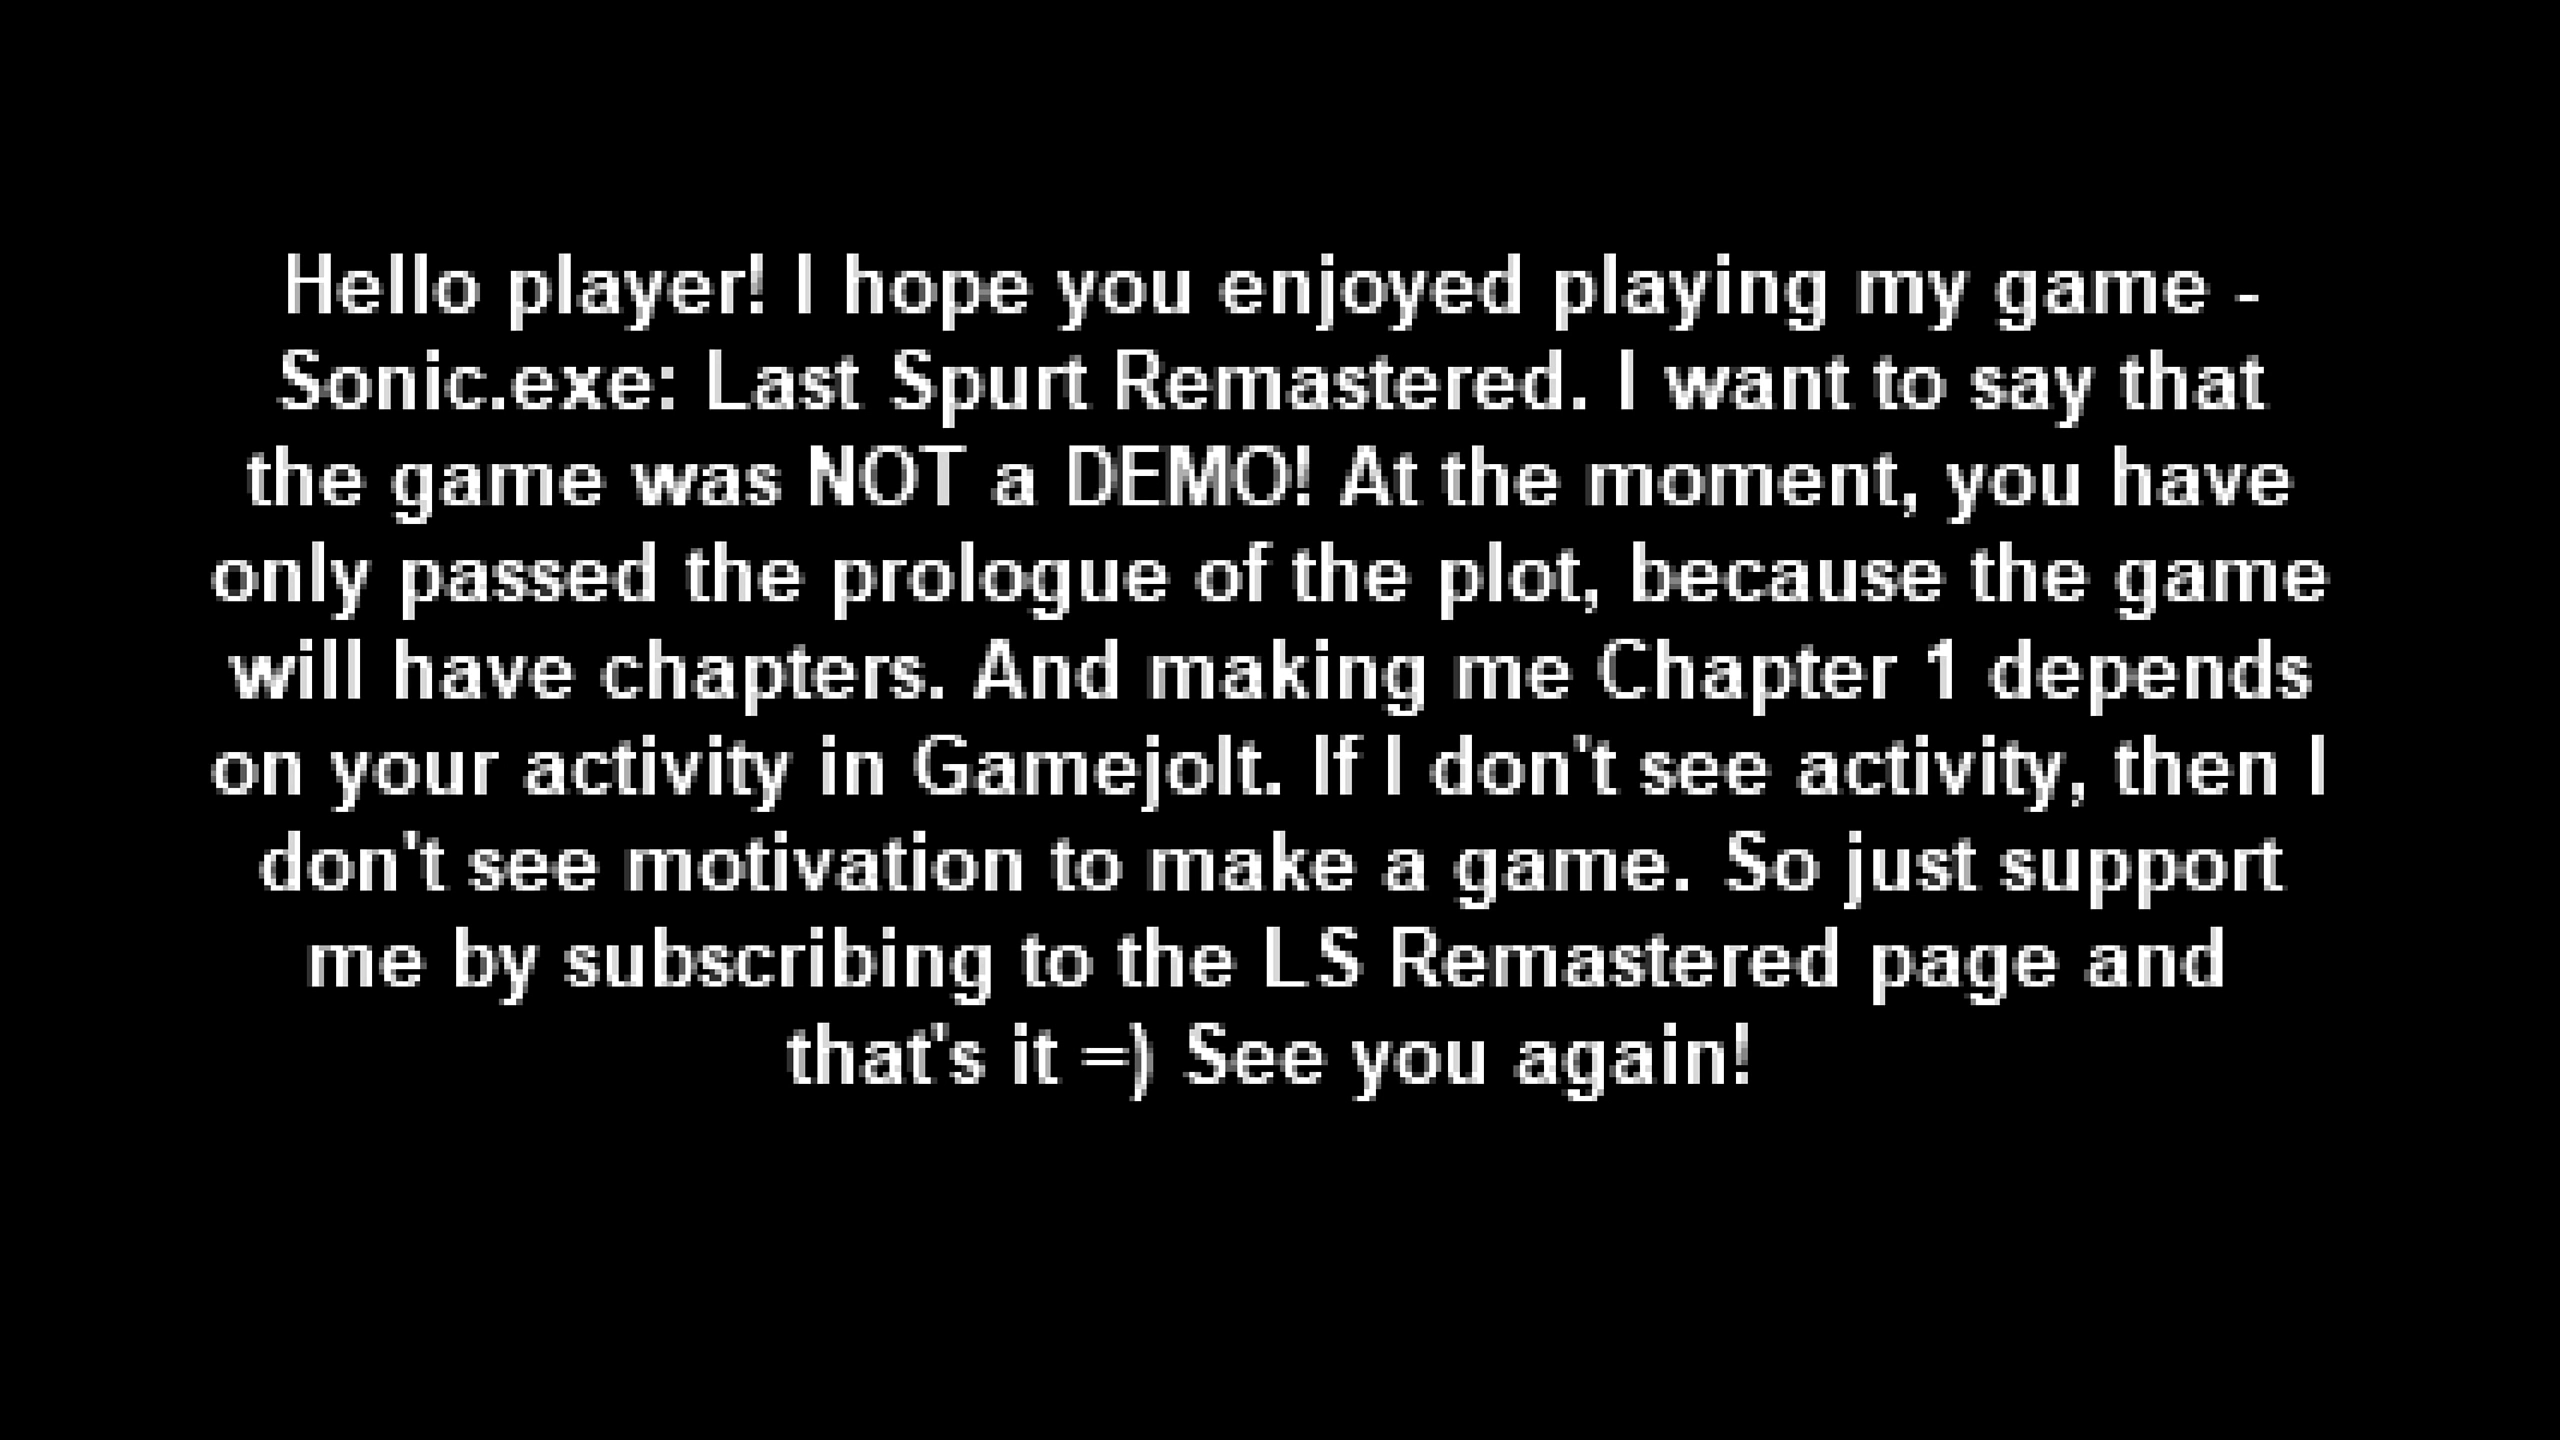 Hello player! I hope you enjoyed playing my game -
Sonic.exe: Last Spurt Remastered. I want to say that
the game was NOT a DEMO! At the moment, you have
only passed the prologue of the plot, because the game
will have chapters. And making me Chapter 1 depends
on your activity in Gamejolt. If I don't see activity, then I
don't see motivation to make a game. So just support
me by subscribing to the LS Remastered page and
that's it =) See you again!